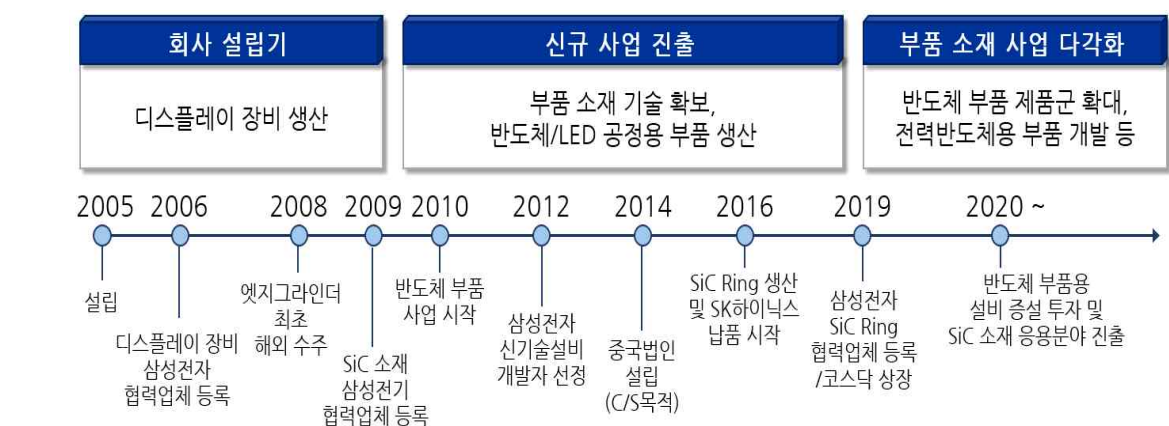 회사 설립기
디스플레이 장비 생산
신규 사업 진출
부품 소재 기술 확보,
반도체/LED 공정용 부품 생산
부품 소재 사업 다각화
반도체 부품 제품군 확대,
전력반도체용 부품 개발 등
2005
설립
2006
디스플레이 장비
삼성전자
협력업체 등록
2008
엣지그라인더
최초
해외 수주
2009
SiC 소재
삼성전기
협력업체 등록
2010
반도체 부품
사업 시작
2012
삼성전자
신기술설비
개발자 선정
2014
중국법인
설립
(C/S목적)
2016
SiC Ring 생산
및 SK하이닉스
납품 시작
2019
삼성전자
SiC Ring
협력업체 등록
/코스닥 상장
2020 ~
반도체 부품용
설비 증설 투자 및
SiC 소재 응용분야 진출